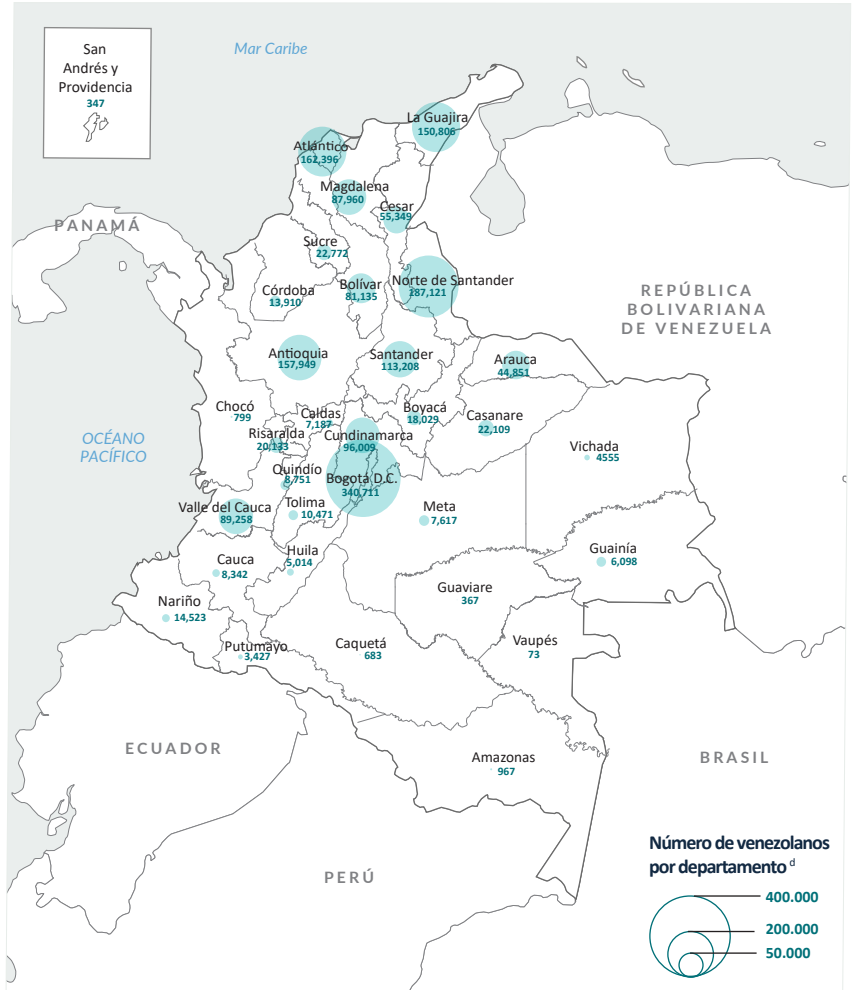 San
Andrés y
Providencia
347
Mar Caribe
La Guajira
150,806
Atlántico
162,396
Magdalena
87,960
Cesar
55,349
PANAMÁ
Sucre
22,772
Norte de Santander
187,121
Bolívar
81,135
Córdoba
13,910
REPÚBLICA
BOLIVARIANA
DE VENEZUELA
Antioquia
157,949
Santander
113,208
Arauca
44,851
Chocó
799
Caldas
7,187
Boyacá
18,029
Casanare
22,109
Risaralda
20,133
Cundinamarca
96,009
OCÉANO
PACÍFICO
Vichada
4555
Quindío
8,751
Bogotá D.C.
340,711
Valle del Cauca
89,258
Tolima
10,471
Meta
7,617
Guainía
6,098
Cauca
8,342
Huila
5,014
Guaviare
367
Nariño
14,523
Putumayo
3,427
Caquetá
683
Vaupés
73
ECUADOR
Amazonas
967
BRASIL
PERÚ
Número de venezolanos
por departamento d
400.000
200.000
50.000